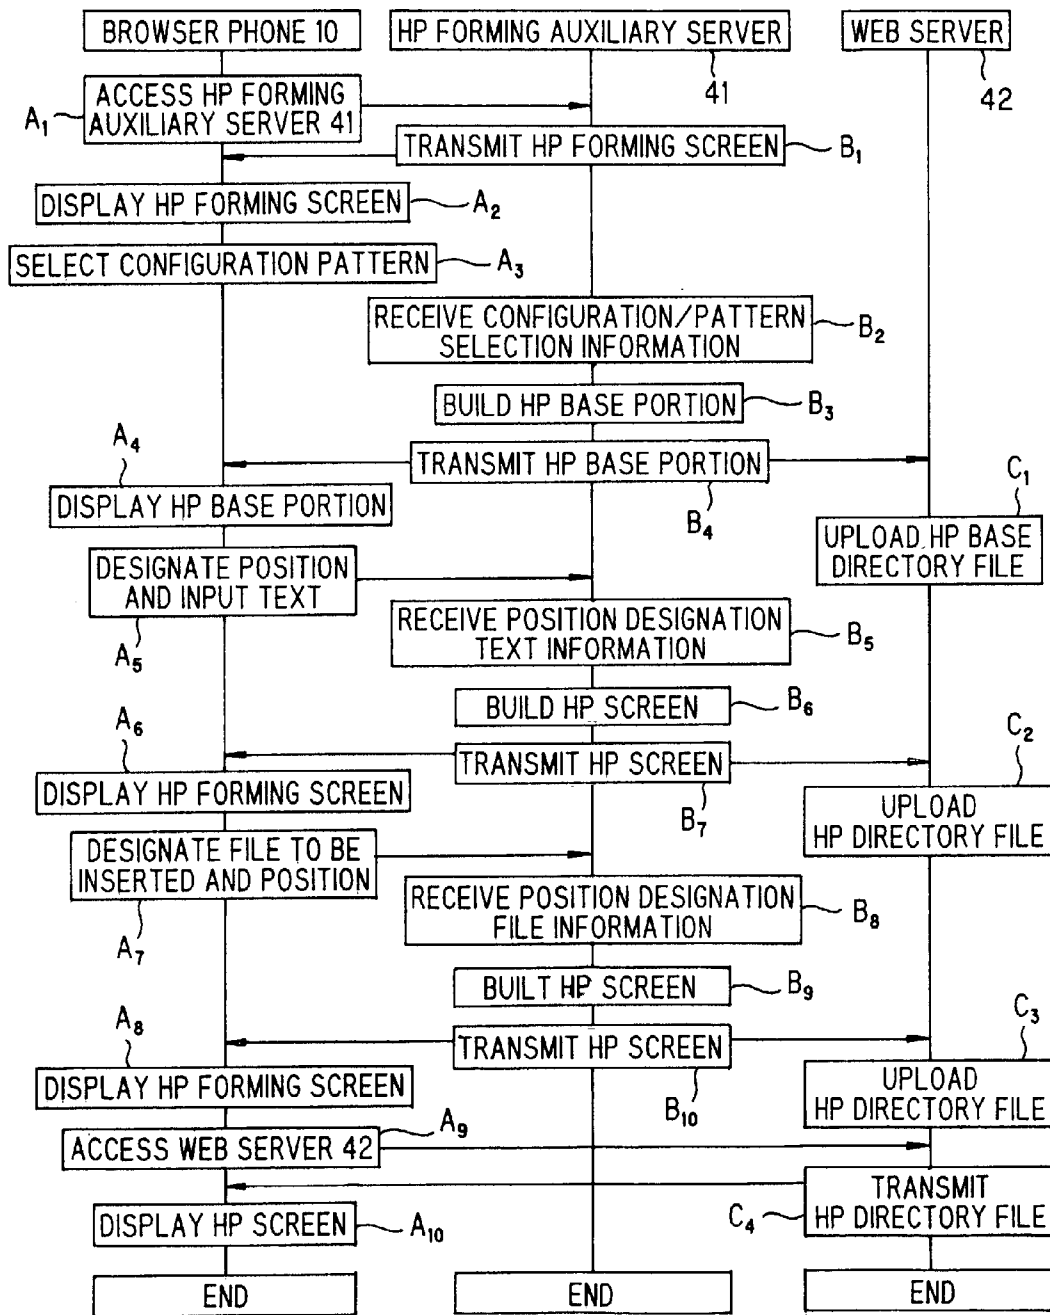 BROWSER PHONE 10
HP FORMING AUXILIARY SERVER
WEB SERVER
41
42
A1
ACCESS HP FORMING
AUXILIARY SERVER 41
TRANSMIT HP FORMING SCREEN
B1
DISPLAY HP FORMING SCREEN
A2
SELECT CONFIGURATION PATTERN
A3
RECEIVE CONFIGURATION/PATTERN
SELECTION INFORMATION
B2
BUILD HP BASE PORTION
B3
A4
TRANSMIT HP BASE PORTION
B4
C1
DISPLAY HP BASE PORTION
UPLOAD HP BASE
DIRECTORY FILE
DESIGNATE POSITION
AND INPUT TEXT
A5
RECEIVE POSITION DESIGNATION
TEXT INFORMATION
B5
BUILD HP SCREEN
B6
A6
TRANSMIT HP SCREEN
B7
C2
DISPLAY HP FORMING SCREEN
UPLOAD
HP DIRECTORY FILE
DESIGNATE FILE TO BE
INSERTED AND POSITION
A7
RECEIVE POSITION DESIGNATION
FILE INFORMATION
B8
BUILT HP SCREEN
B9
A8
TRANSMIT HP SCREEN
B10
C3
DISPLAY HP FORMING SCREEN
UPLOAD
HP DIRECTORY FILE
ACCESS WEB SERVER 42
A9
TRANSMIT
HP DIRECTORY FILE
C4
DISPLAY HP SCREEN
A10
END
END
END